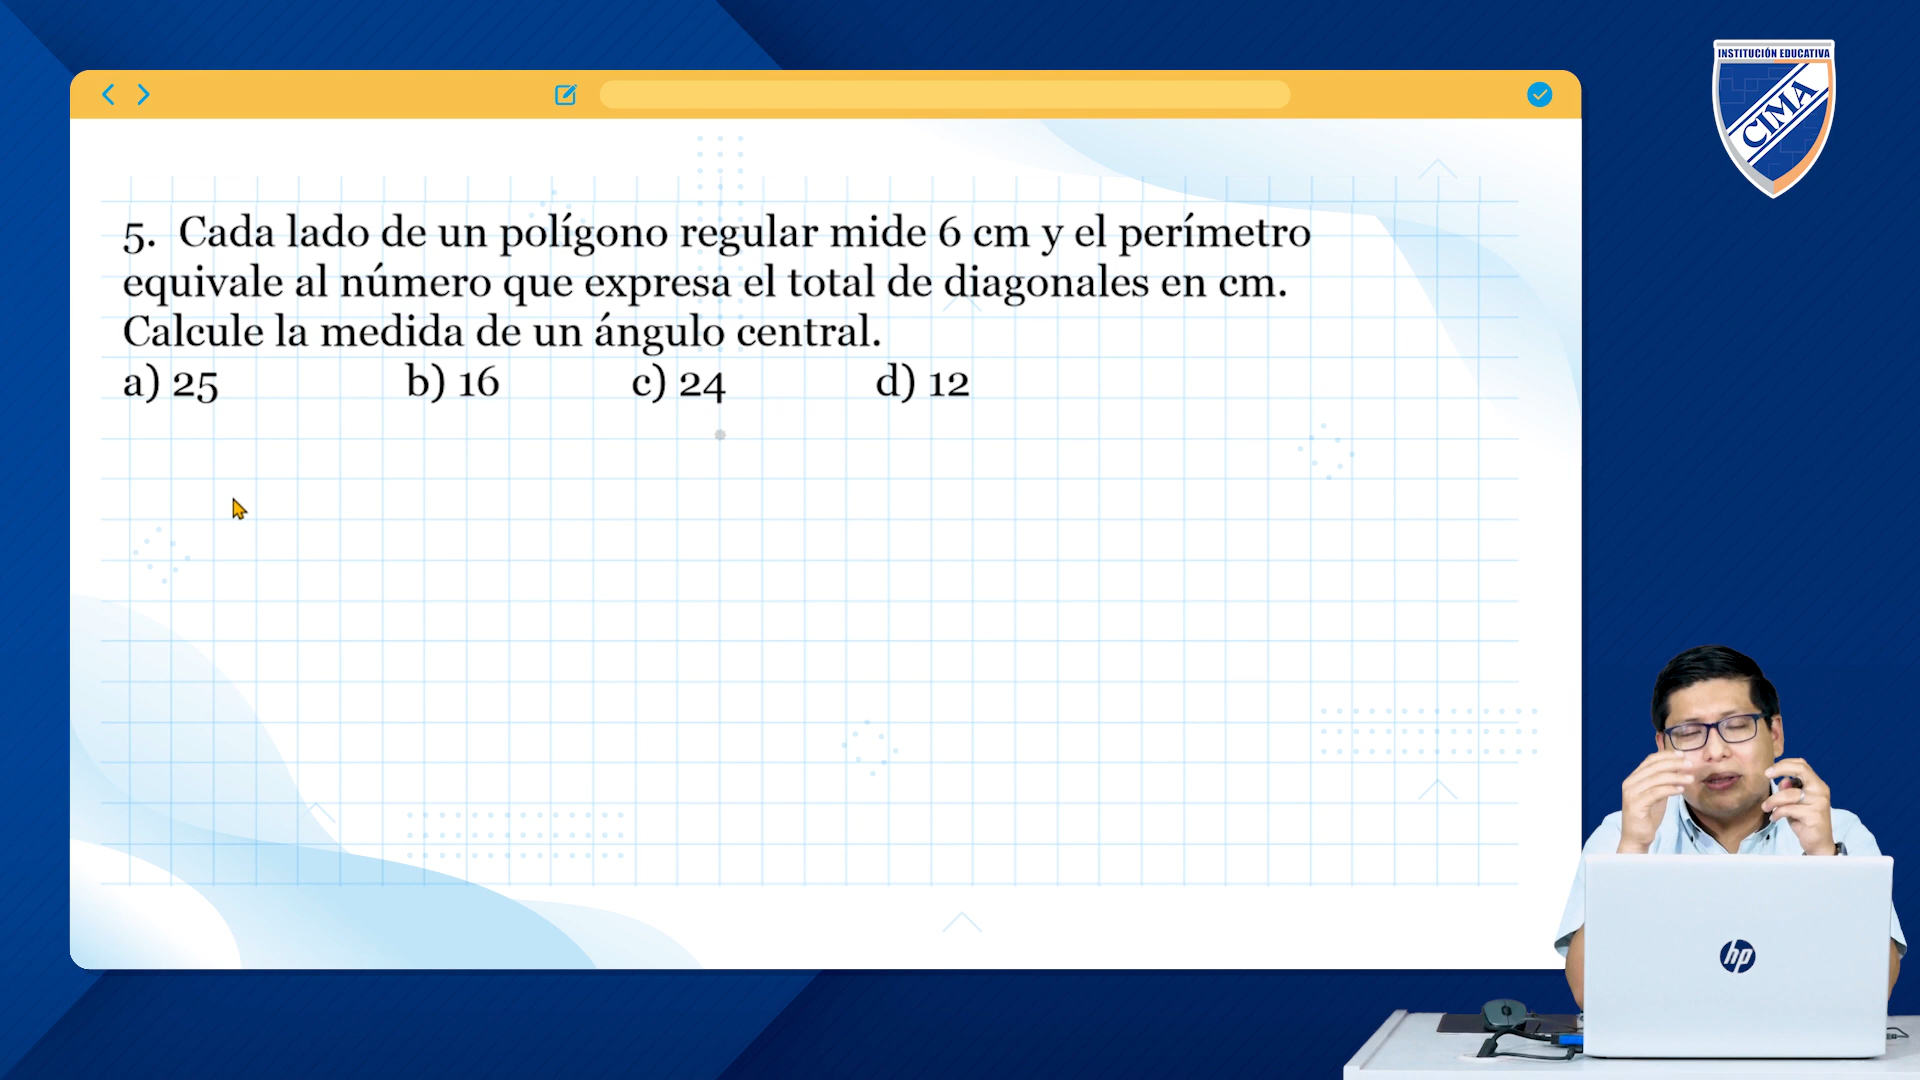 INSTITUCIÓN EDUCATIVA
CIMA
5. Cada lado de un polígono regular mide 6 cm y el perímetro
equivale al número que expresa el total de diagonales en cm.
Calcule la medida de un ángulo central.
a) 25 b) 16 c) 24 d) 12
hp